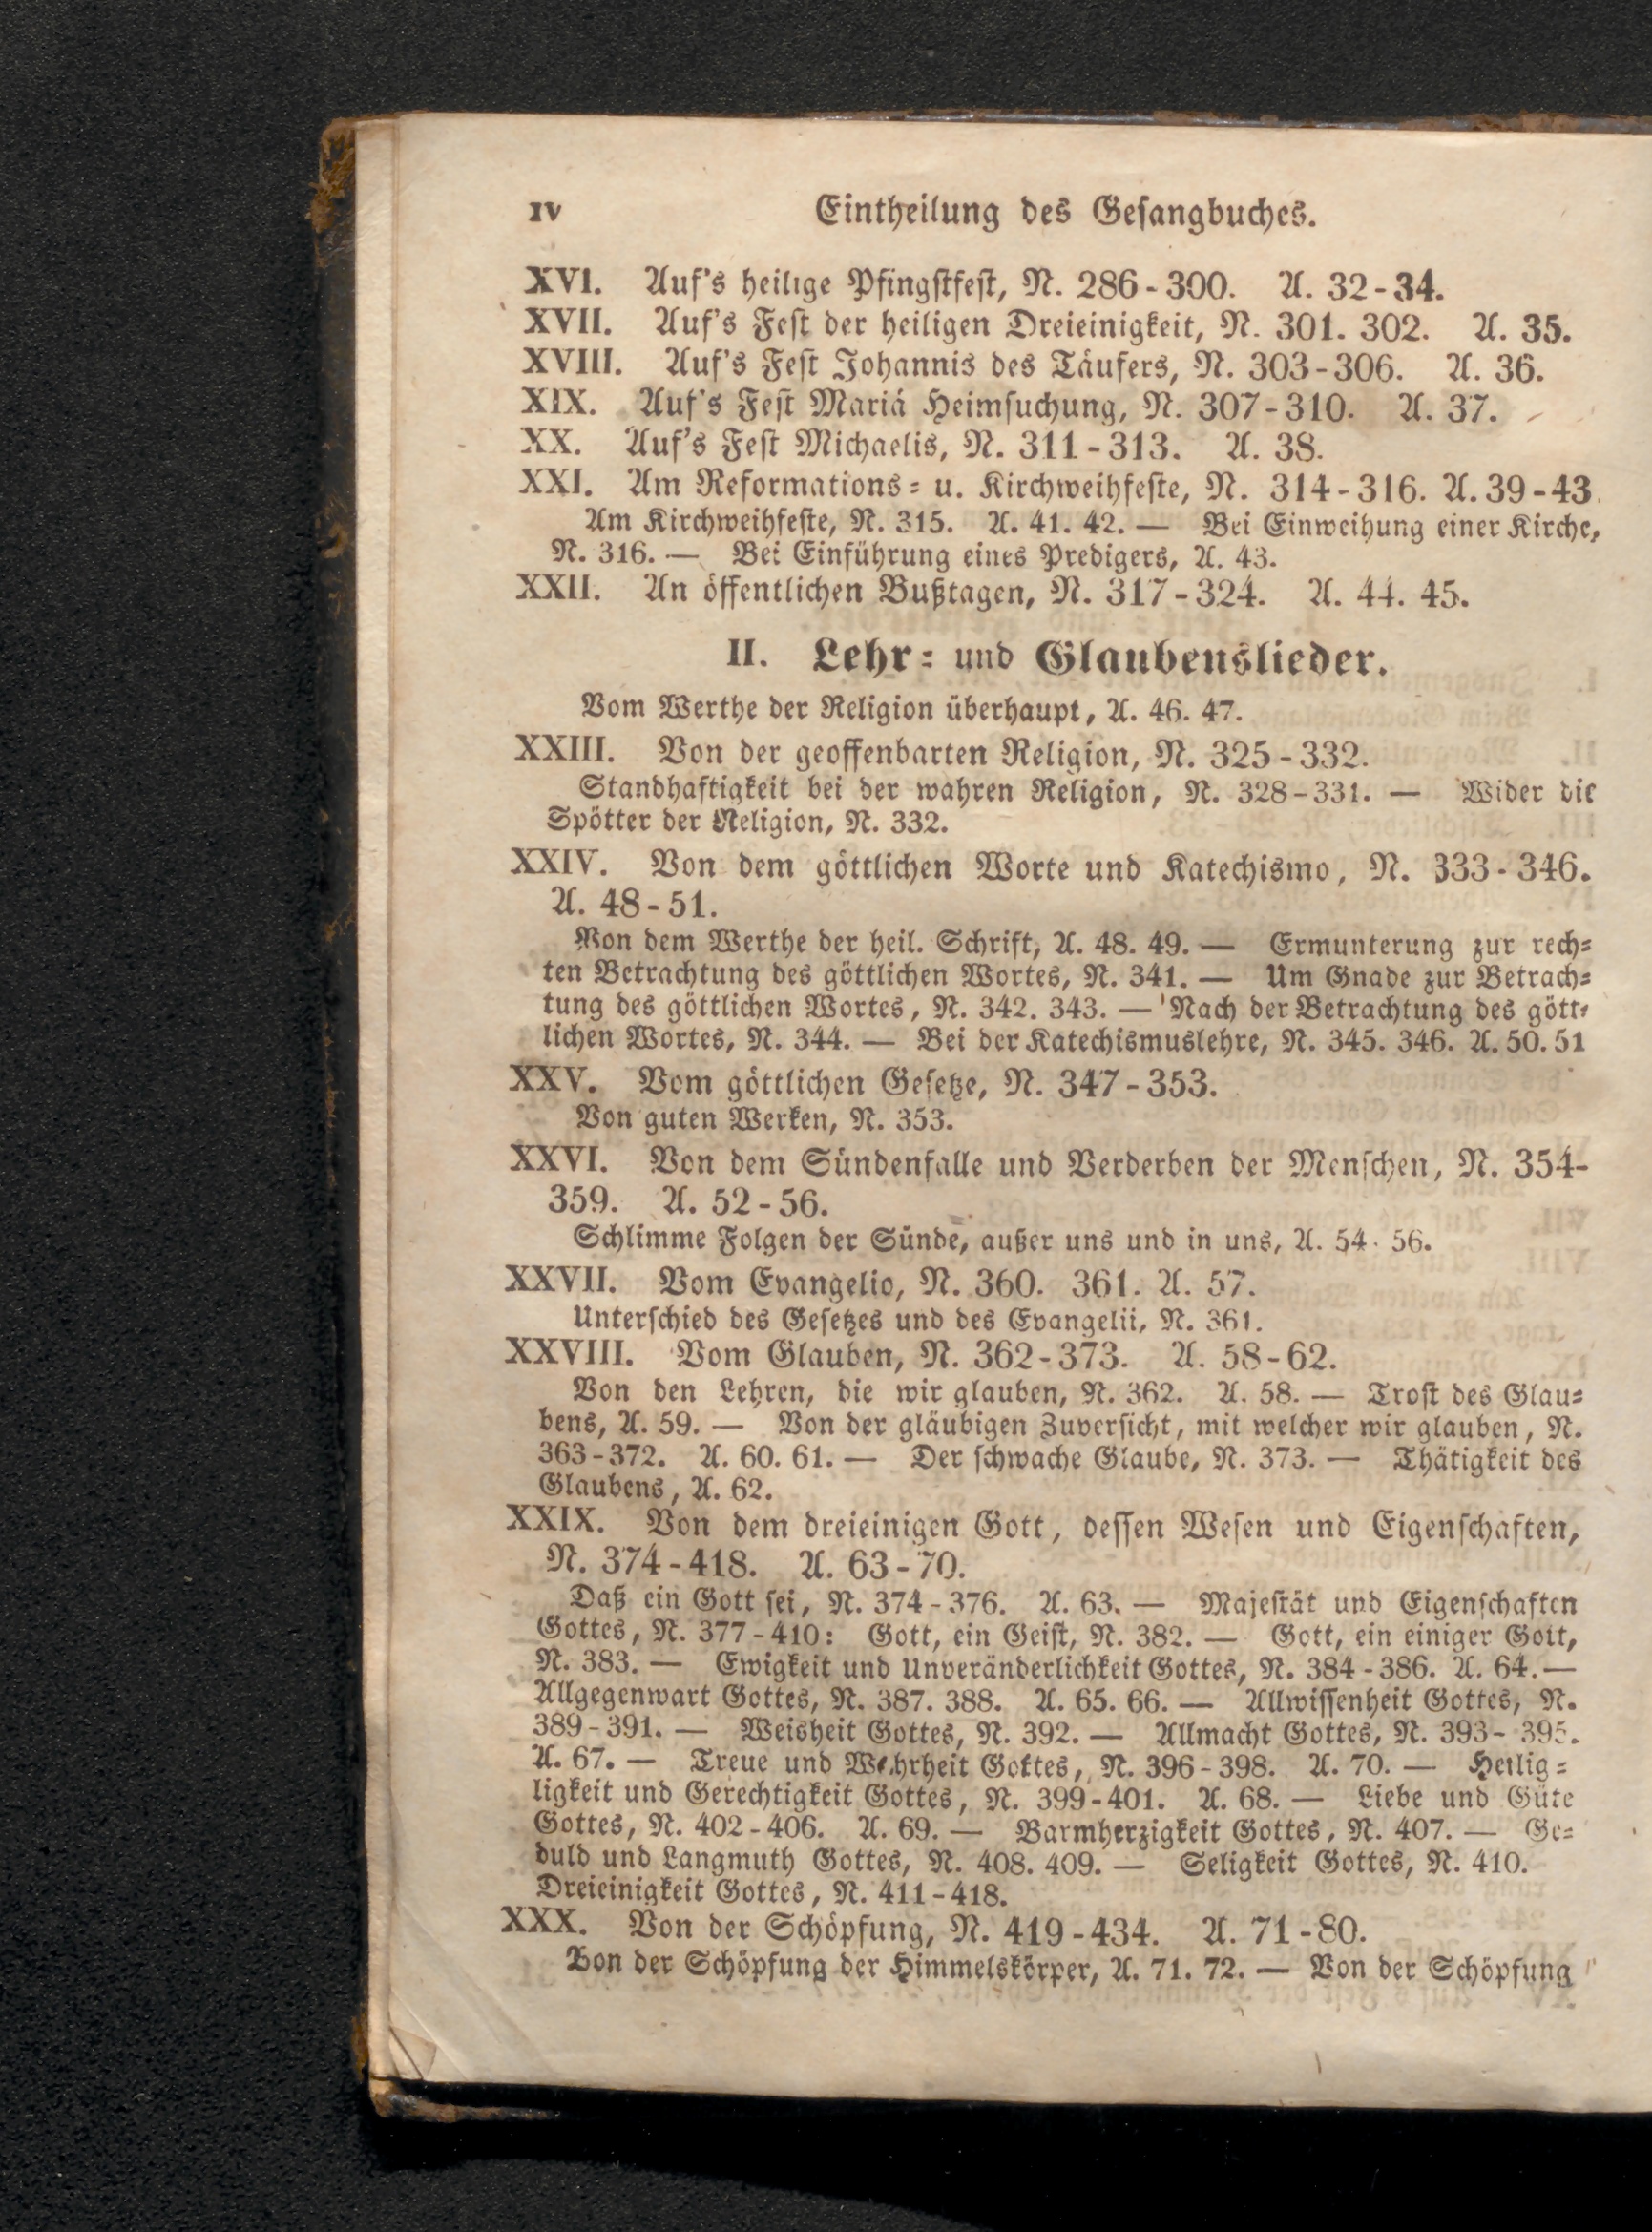 IV Eintheilung des Gesangbuches.
XVI. Auf's heilige Pfingstfest, N. 286-300. A. 32-34.
XVII. Auf's Fest der heiligen Dreieinigkeit, N. 301. 302. A. 35.
XVIII. Auf's Fest Johannis des Täufers, N. 303-306. A. 36.
XIX. Auf's Fest Mariä Heimsuchung, N. 307-310. A. 37.
XX. Auf's Fest Michaelis, N. 311-313. A. 38.
XXI. Am Reformations= u. Kirchweihfeste, N. 314-316. A. 39-43.
Am Kirchweihfeste, N. 315. A. 41. 42. — Bei Einweihung einer Kirche,
N. 316. — Bei Einführung eines Predigers, A. 43.
XXII. An öffentlichen Bußtagen, N. 317-324. A. 44. 45.
II. Lehr= und Glaubenslieder.
Vom Werthe der Religion überhaupt, A. 46. 47.
XXIII. Von der geoffenbarten Religion, N. 325-332.
Standhaftigkeit bei der wahren Religion, N. 328-331. — Wider die
Spötter der Religion, N. 332.
XXIV. Von dem göttlichen Worte und Katechismo, N. 333-346.
A. 48-51.
Von dem Werthe der heil. Schrift, A. 48. 49. — Ermunterung zur rech=
ten Betrachtung des göttlichen Wortes, N. 341. — Um Gnade zur Betrach=
tung des göttlichen Wortes, N. 342. 343. — Nach der Betrachtung des gött=
lichen Wortes, N. 344. — Bei der Katechismuslehre, N. 345. 346. A. 50. 51
XXV. Vom göttlichen Gesetze, N. 347-353.
Von guten Werken, N. 353.
XXVI. Von dem Sündenfalle und Verderben der Menschen, N. 354-
359. A. 52-56.
Schlimme Folgen der Sünde, außer uns und in uns, A. 54-56.
XXVII. Vom Evangelio, N. 360. 361. A. 57.
Unterschied des Gesetzes und des Evangelii, N. 361.
XXVIII. Vom Glauben, N. 362-373. A. 58-62.
Von den Lehren, die wir glauben, N. 362. A. 58. — Trost des Glau=
bens, A. 59. — Von der gläubigen Zuversicht, mit welcher wir glauben, N.
363-372. A. 60. 61. — Der schwache Glaube, N. 373. — Thätigkeit des
Glaubens, A. 62.
XXIX. Von dem dreieinigen Gott, dessen Wesen und Eigenschaften,
N. 374-418. A. 63-70.
Daß ein Gott sei, N. 374-376. A. 63. — Majestät und Eigenschaften
Gottes, N. 377-410: Gott, ein Geist, N. 382. — Gott, ein einiger Gott,
N. 383. — Ewigkeit und Unveränderlichkeit Gottes, N. 384-386. A. 64. —
Allgegenwart Gottes, N. 387. 388. A. 65. 66. — Allwissenheit Gottes, N.
389-391. — Weisheit Gottes, N. 392. — Allmacht Gottes, N. 393-395.
A. 67. — Treue und Wahrheit Gottes, N. 396-398. A. 70. — Heilig=
ligkeit und Gerechtigkeit Gottes, N. 399-401. A. 68. — Liebe und Güte
Gottes, N. 402-406. A. 69. — Barmherzigkeit Gottes, N. 407. — Ge=
duld und Langmuth Gottes, N. 408. 409. — Seligkeit Gottes, N. 410.
Dreieinigkeit Gottes, N. 411-418.
XXX. Von der Schöpfung, N. 419-434. A. 71-80.
Von der Schöpfung der Himmelskörper, A. 71. 72. — Von der Schöpfung